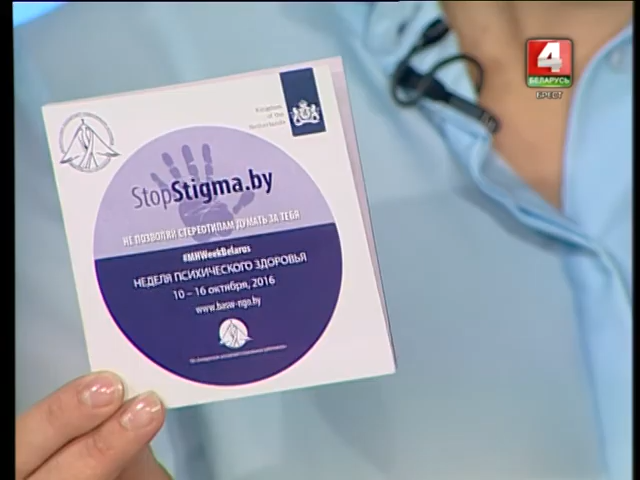 4
БЕЛАРУСЬ
БРЕСТ
Kingdom
of the
Netherlands
StopStigma.by
НЕ ПОЗВОЛЯЙ СТЕРЕОТИПАМ ДУМАТЬ ЗА ТЕБЯ
#MHWeekBelarus
НЕДЕЛЯ ПСИХИЧЕСКОГО ЗДОРОВЬЯ
10 – 16 октября, 2016
www.basw-ngo.by